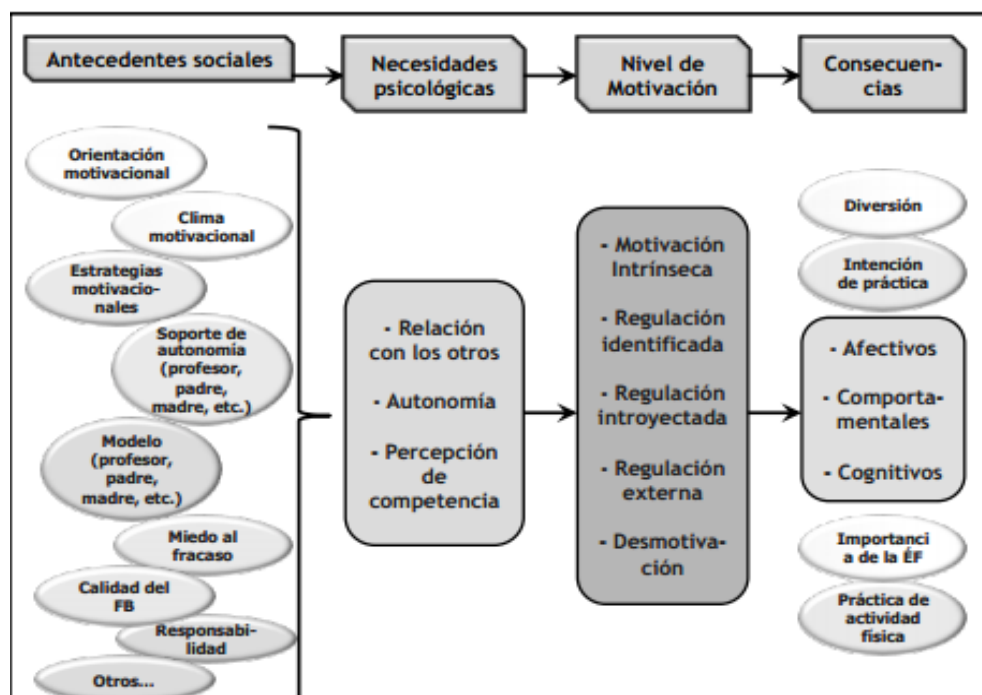 Antecedentes sociales
Necesidades
psicológicas
Nivel de
Motivación
Consecuen-
cias
Orientación
motivacional
Clima
motivacional
Estrategias
motivacio-
nales
Soporte de
autonomía
(profesor,
padre,
madre, etc.)
Modelo
(profesor,
padre,
madre, etc.)
Miedo al
fracaso
Calidad del
FB
Responsabi-
lidad
Otros...
- Relación
con los otros
- Autonomía
- Percepción
de
competencia
- Motivación
Intrínseca
- Regulación
identificada
- Regulación
introyectada
- Regulación
externa
- Desmotiva-
ción
Diversión
Intención
de práctica
- Afectivos
- Comporta-
mentales
- Cognitivos
Importanci
a de la ÉF
Práctica de
actividad
física